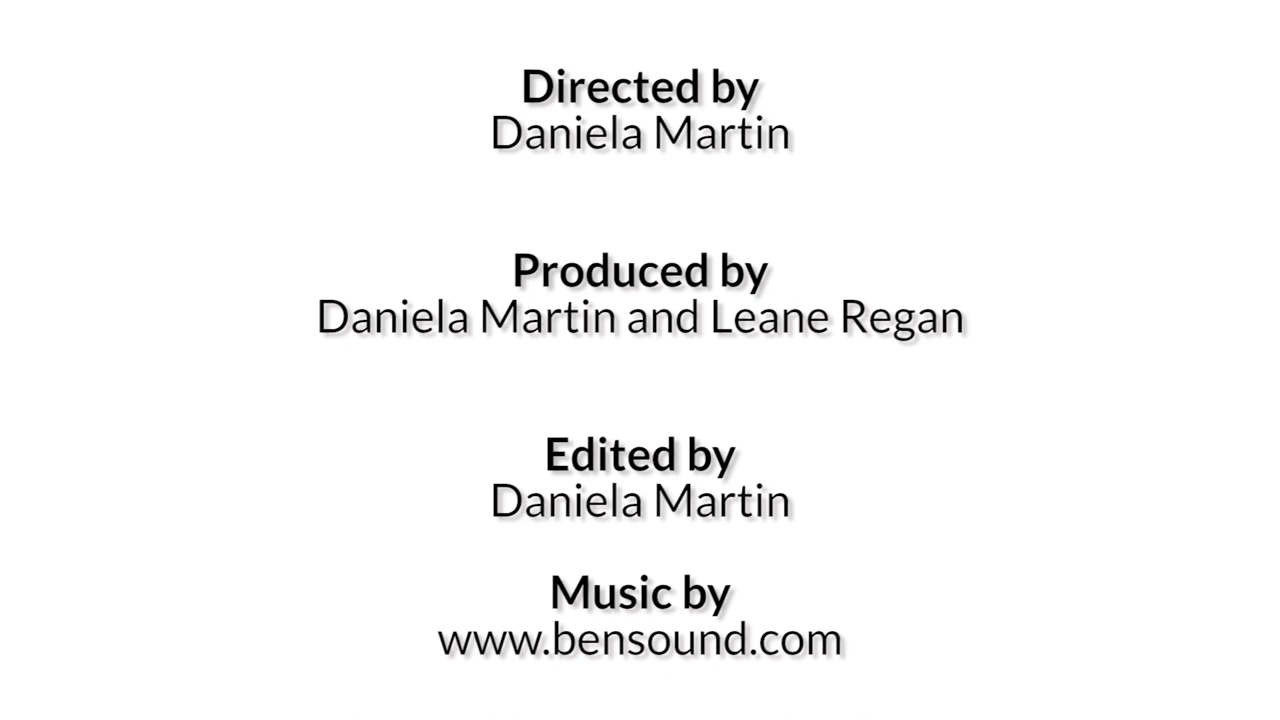 Directed by
Daniela Martin
Produced by
Daniela Martin and Leane Regan
Edited by
Daniela Martin
Music by
www.bensound.com